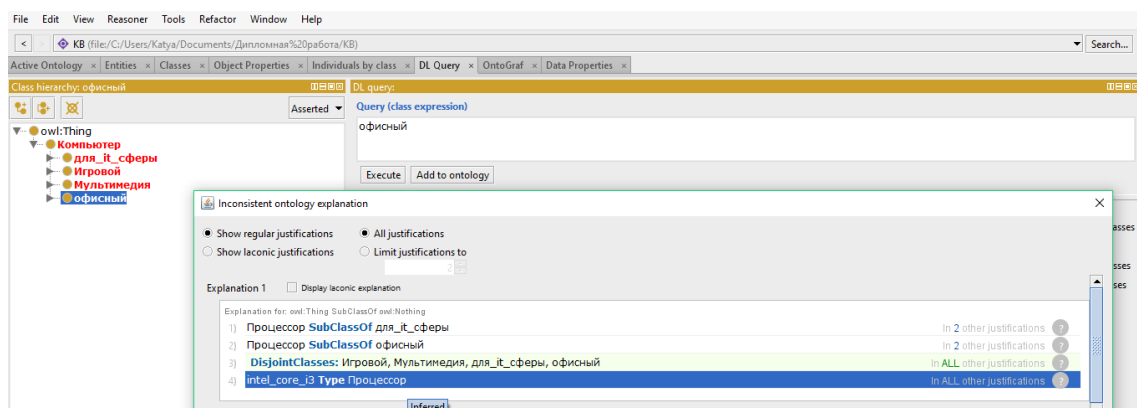 File Edit View Reasoner Tools Refactor Window Help
< > KB (file:/C:/Users/Katya/Documents/Дипломная%20работа/KB) Search...
Active Ontology × Entities × Classes × Object Properties × Individuals by class × DL Query × OntoGraf × Data Properties ×
Class hierarchy: офисный
DL query:
Asserted
Query (class expression)
офисный
owl:Thing
Компьютер
для_it_сферы
Игровой
Мультимедия
офисный
Execute Add to ontology
Inconsistent ontology explanation
Show regular justifications All justifications
Show laconic justifications Limit justifications to
2
Explanation 1 Display laconic explanation
Explanation for: owl:Thing SubClassOf owl:Nothing
1) Процессор SubClassOf для_it_сферы In 2 other justifications ?
2) Процессор SubClassOf офисный In 2 other justifications ?
3) DisjointClasses: Игровой, Мультимедия, для_it_сферы, офисный In ALL other justifications ?
4) intel_core_i3 Type Процессор In ALL other justifications ?
Inferred
asses
sses
ses